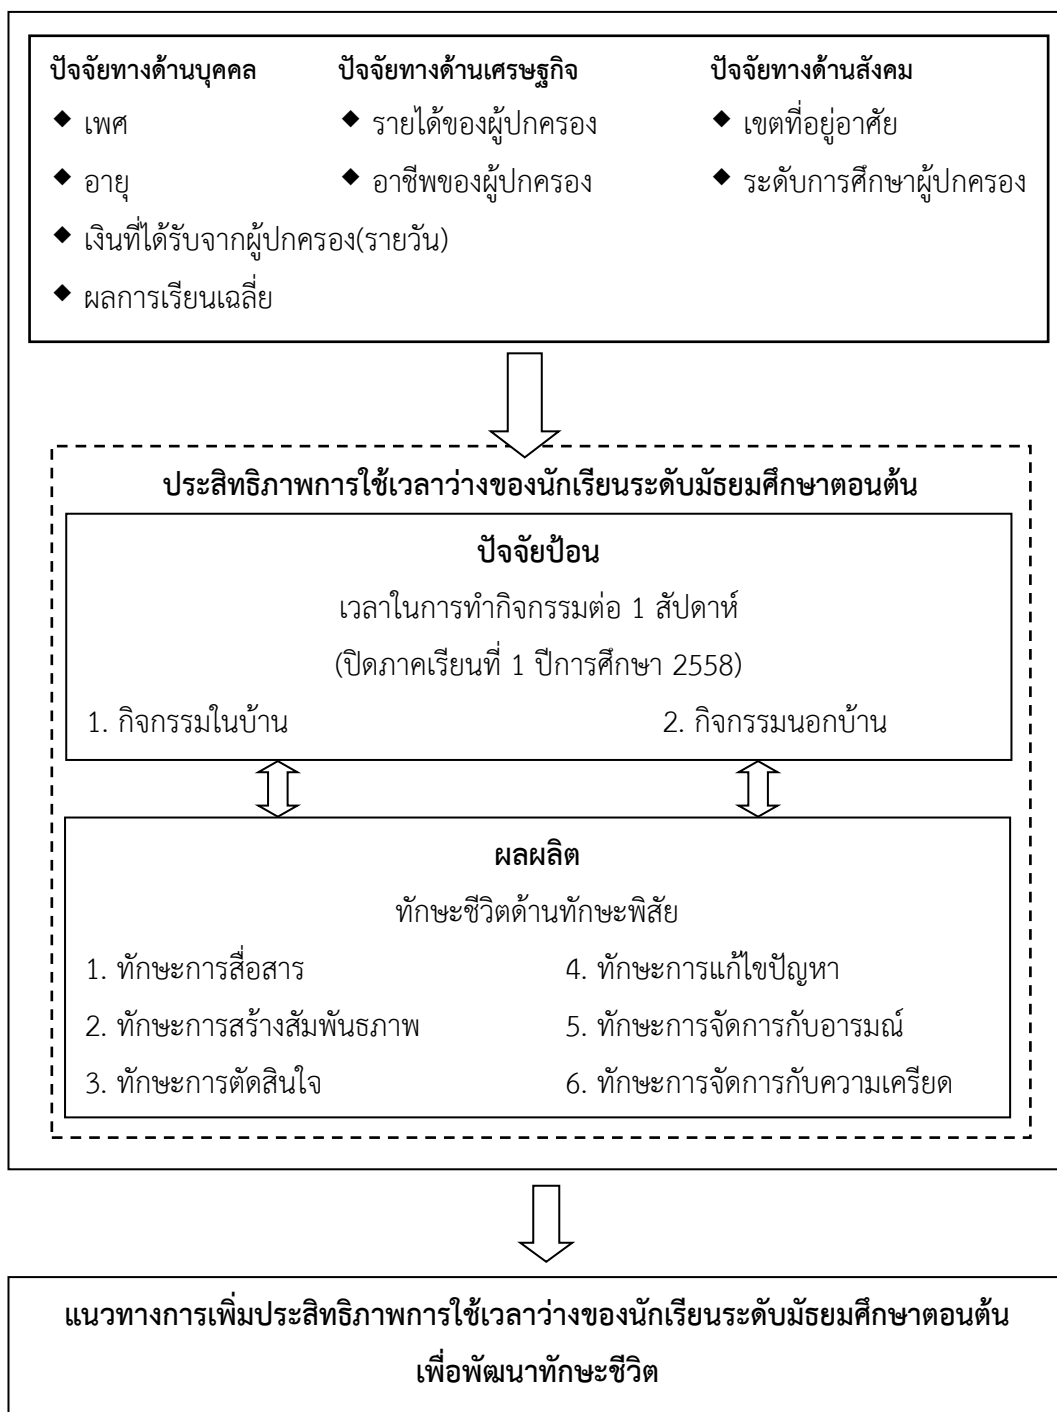 ปัจจัยทางด้านบุคคล ปัจจัยทางด้านเศรษฐกิจ ปัจจัยทางด้านสังคม
◆ เพศ ◆ รายได้ของผู้ปกครอง ◆ เขตที่อยู่อาศัย
◆ อายุ ◆ อาชีพของผู้ปกครอง ◆ ระดับการศึกษาผู้ปกครอง
◆ เงินที่ได้รับจากผู้ปกครอง(รายวัน)
◆ ผลการเรียนเฉลี่ย
ประสิทธิภาพการใช้เวลาว่างของนักเรียนระดับมัธยมศึกษาตอนต้น
ปัจจัยป้อน
เวลาในการทำกิจกรรมต่อ 1 สัปดาห์
(ปิดภาคเรียนที่ 1 ปีการศึกษา 2558)
1. กิจกรรมในบ้าน 2. กิจกรรมนอกบ้าน
ผลผลิต
ทักษะชีวิตด้านทักษะพิสัย
1. ทักษะการสื่อสาร 4. ทักษะการแก้ไขปัญหา
2. ทักษะการสร้างสัมพันธภาพ 5. ทักษะการจัดการกับอารมณ์
3. ทักษะการตัดสินใจ 6. ทักษะการจัดการกับความเครียด
แนวทางการเพิ่มประสิทธิภาพการใช้เวลาว่างของนักเรียนระดับมัธยมศึกษาตอนต้น
เพื่อพัฒนาทักษะชีวิต